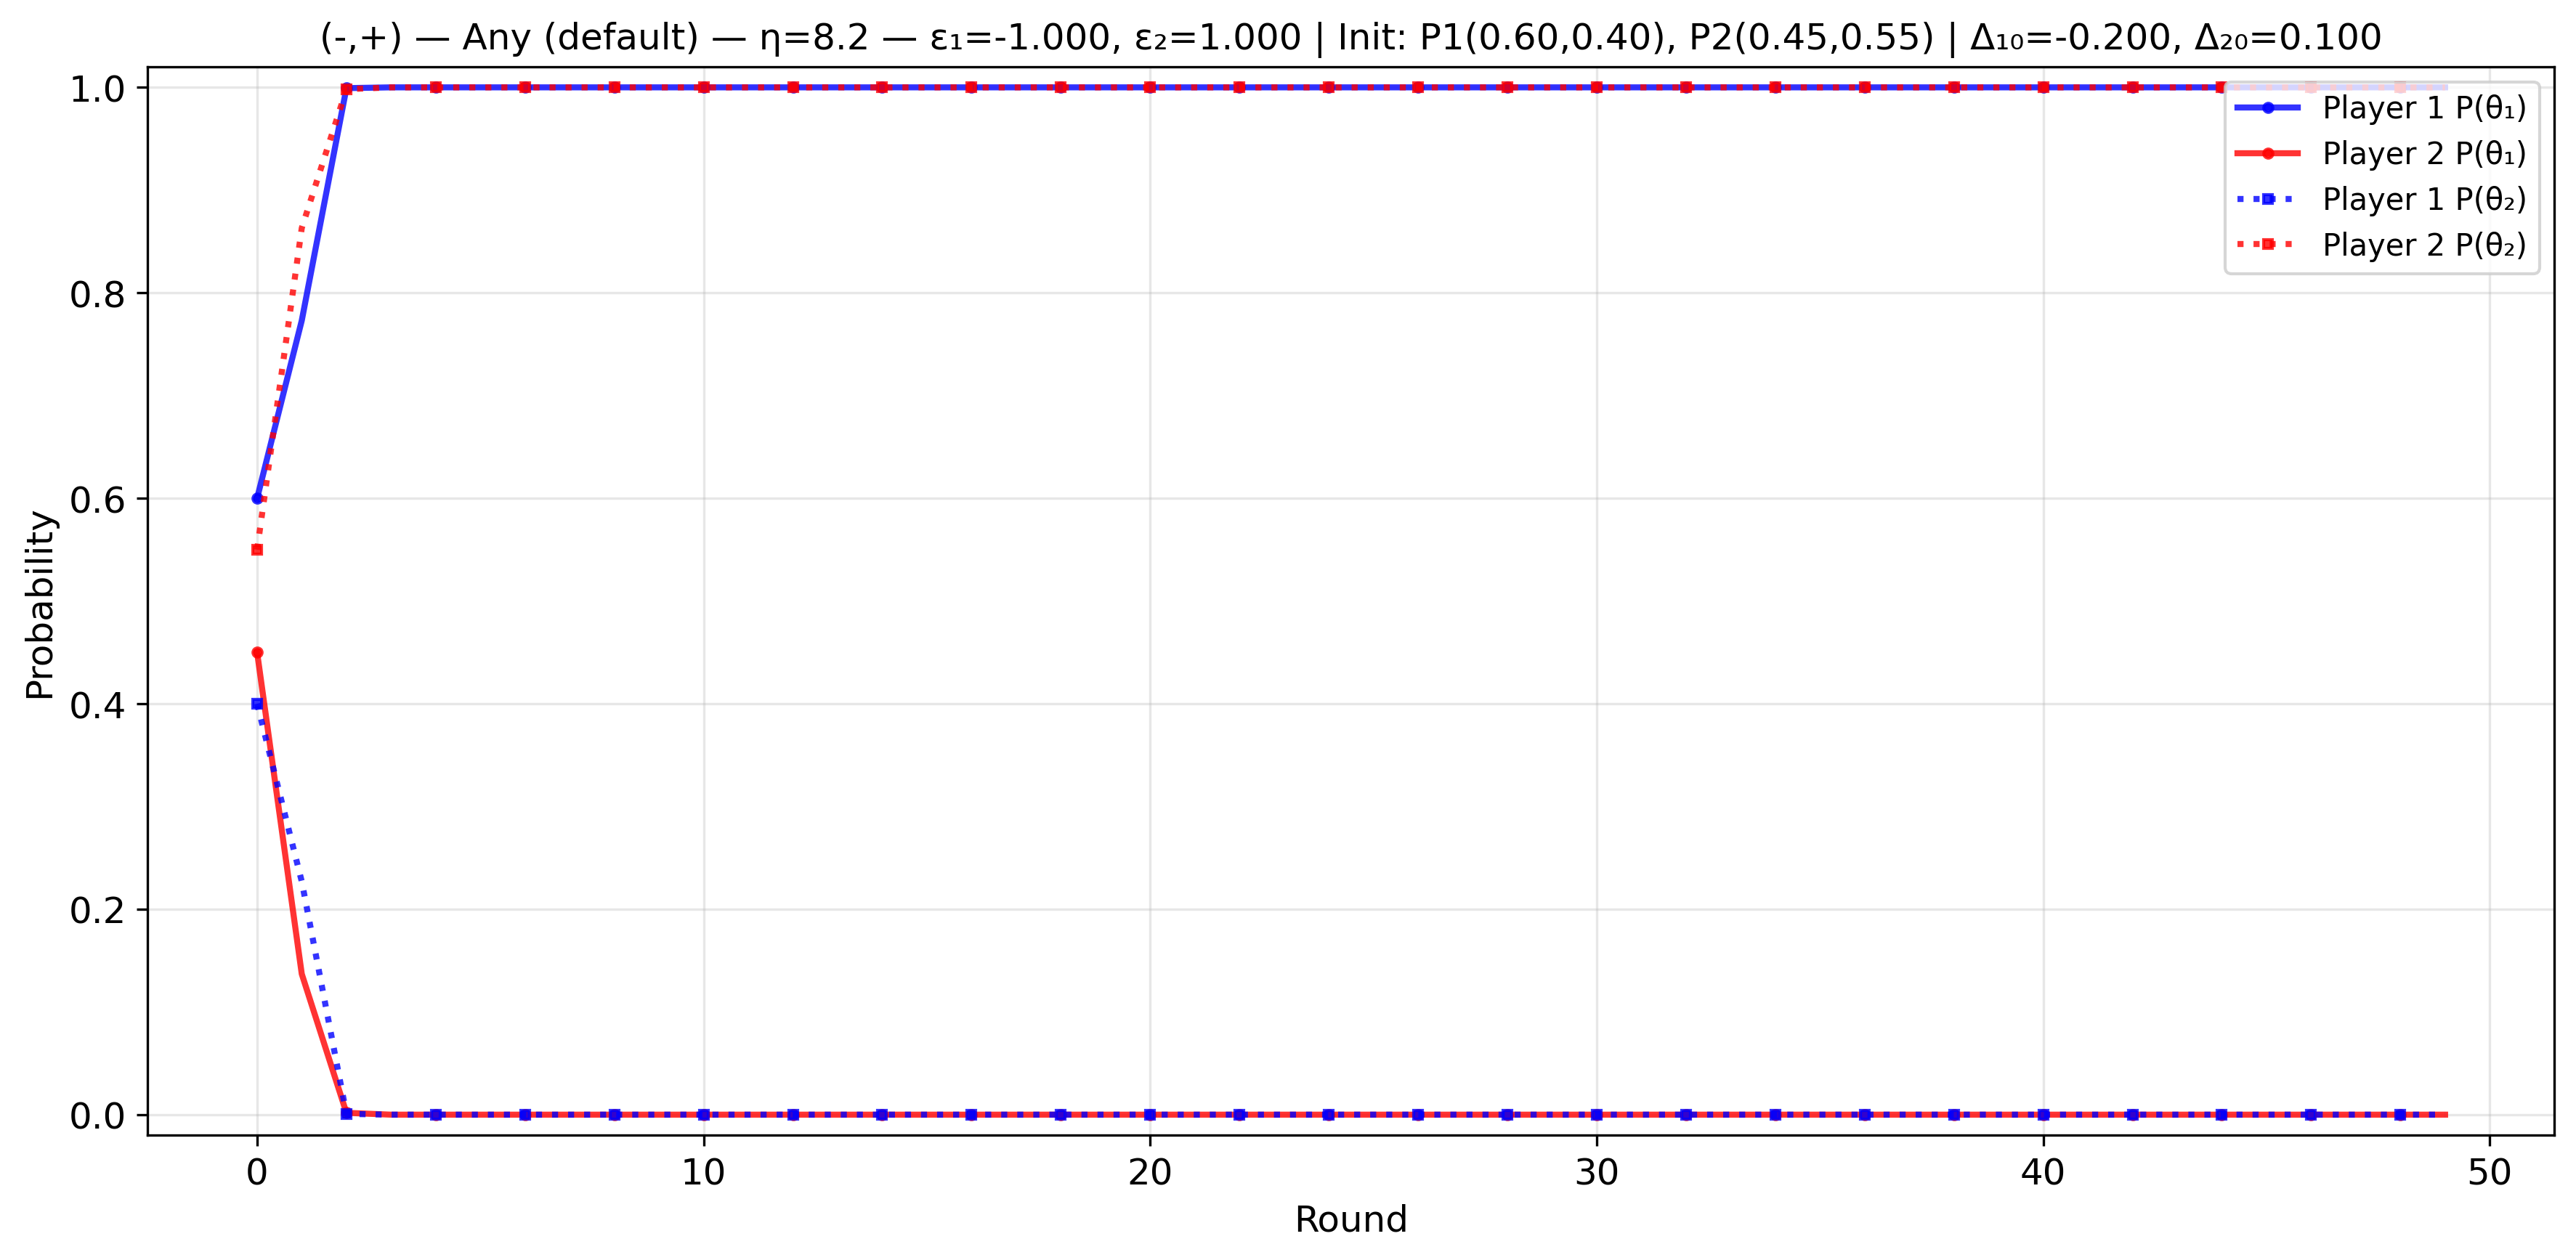 (-,+) — Any (default) — η=8.2 — ε₁=-1.000, ε₂=1.000 | Init: P1(0.60,0.40), P2(0.45,0.55) | Δ₁₀=-0.200, Δ₂₀=0.100
1.0
0.8
0.6
0.4
0.2
0.0
Probability
Player 1 P(θ₁)
Player 2 P(θ₁)
Player 1 P(θ₂)
Player 2 P(θ₂)
0 10 20 30 40 50
Round